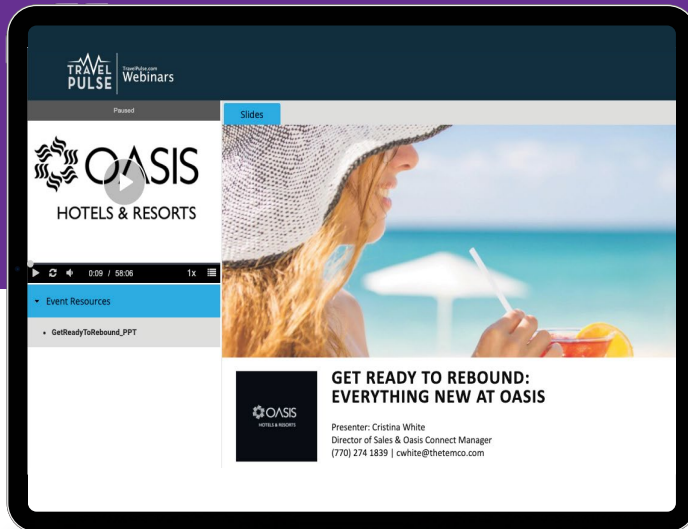 TRAVEL
PULSE
TravelPulse.com
Webinars
Paused
OASIS
HOTELS & RESORTS
0:09 / 58:06
1x
Event Resources
GetReadyToRebound_PPT
Slides
OASIS
HOTELS & RESORTS
GET READY TO REBOUND:
EVERYTHING NEW AT OASIS
Presenter: Cristina White
Director of Sales & Oasis Connect Manager
(770) 274 1839 | cwhite@thetemco.com